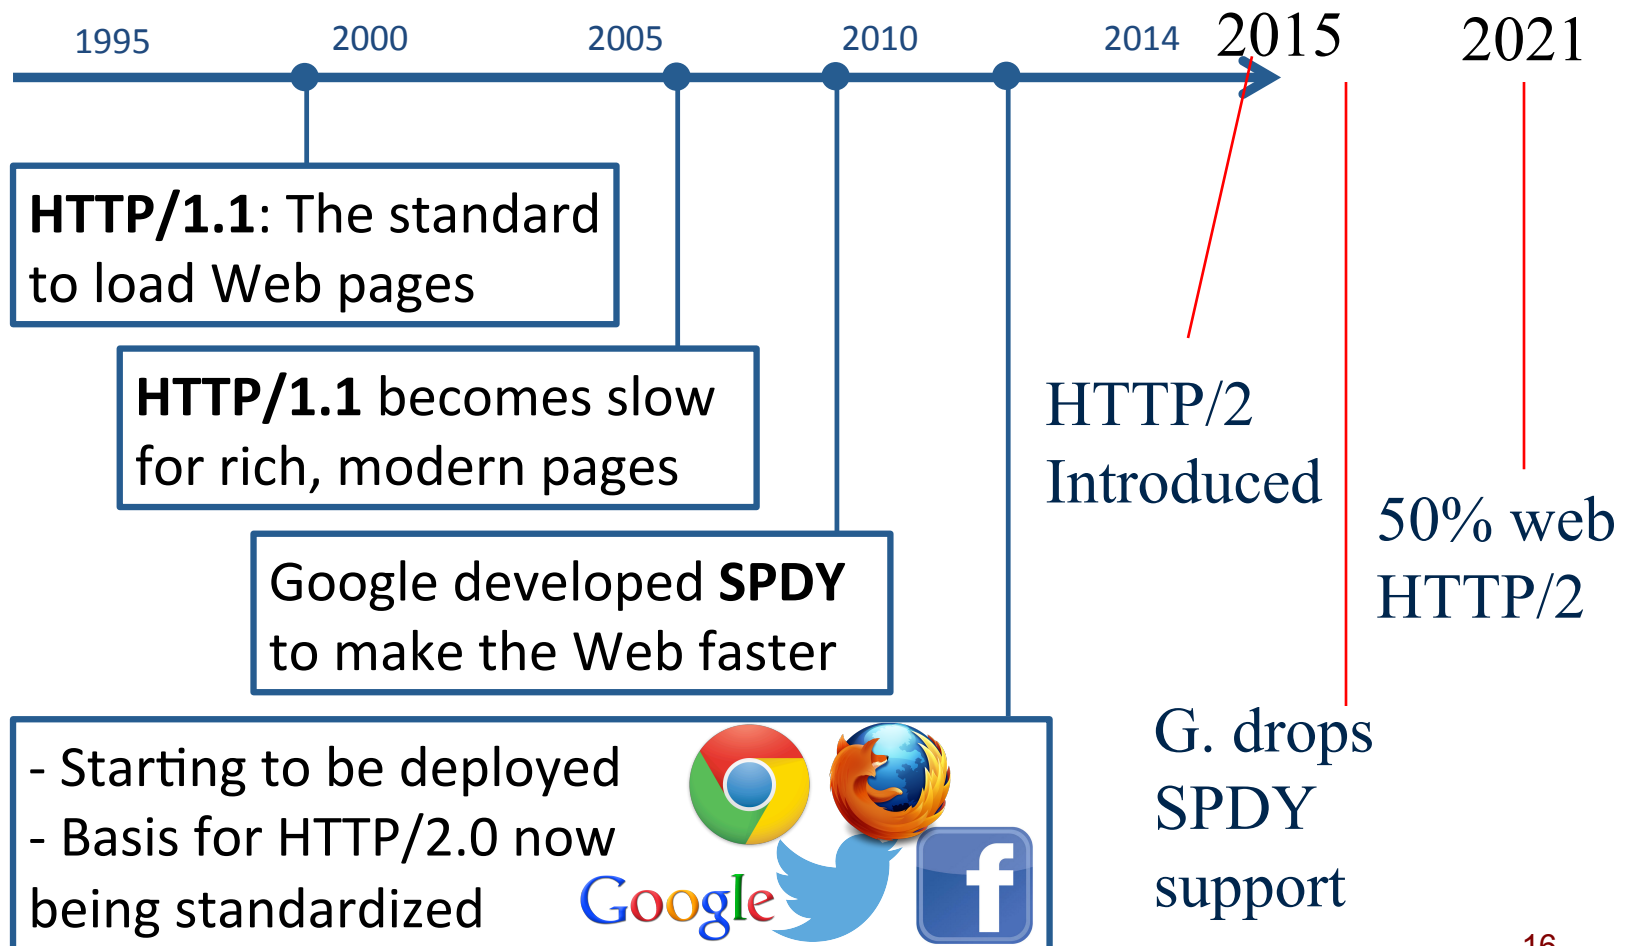 1995 2000 2005 2010 2014 2015 2021
HTTP/1.1: The standard
to load Web pages
HTTP/1.1 becomes slow
for rich, modern pages
Google developed SPDY
to make the Web faster
- Starting to be deployed
- Basis for HTTP/2.0 now
being standardized
Google
f
HTTP/2
Introduced
50% web
HTTP/2
G. drops
SPDY
support
16